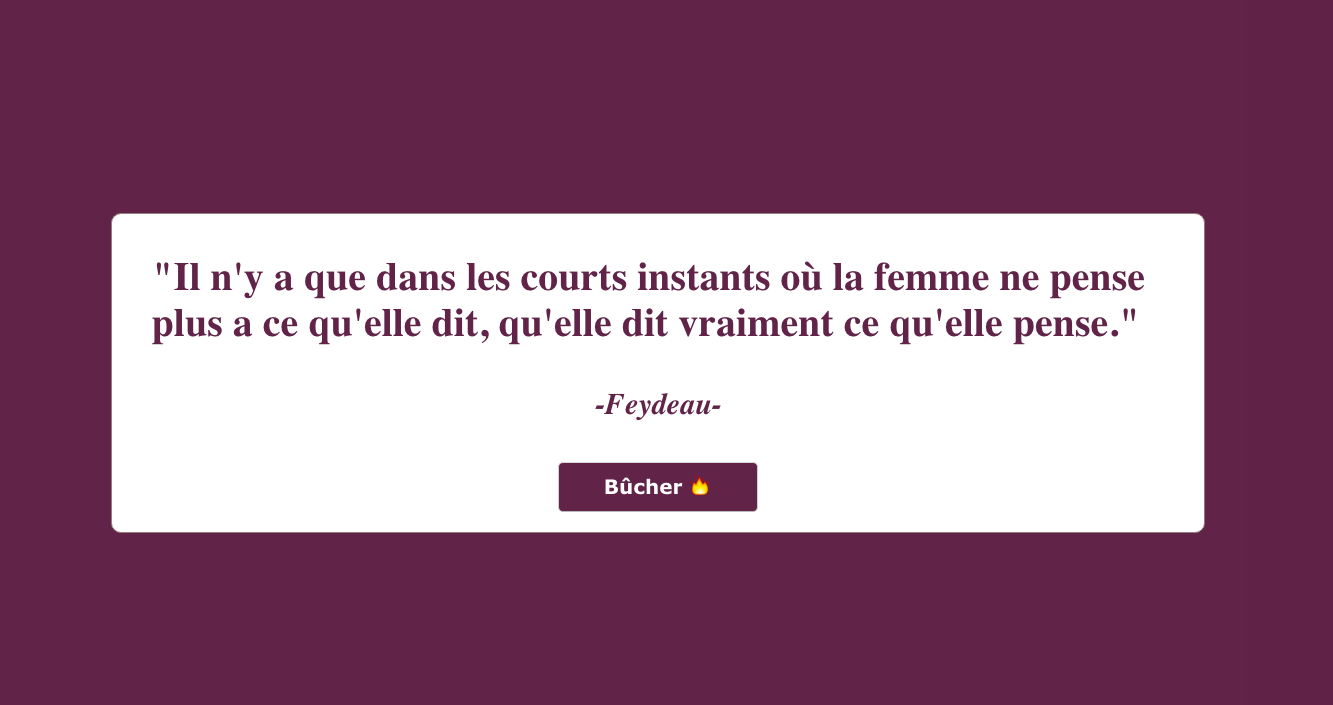 "Il n'y a que dans les courts instants où la femme ne pense
plus a ce qu'elle dit, qu'elle dit vraiment ce qu'elle pense."
-Feydeau-
Bûcher 🔥